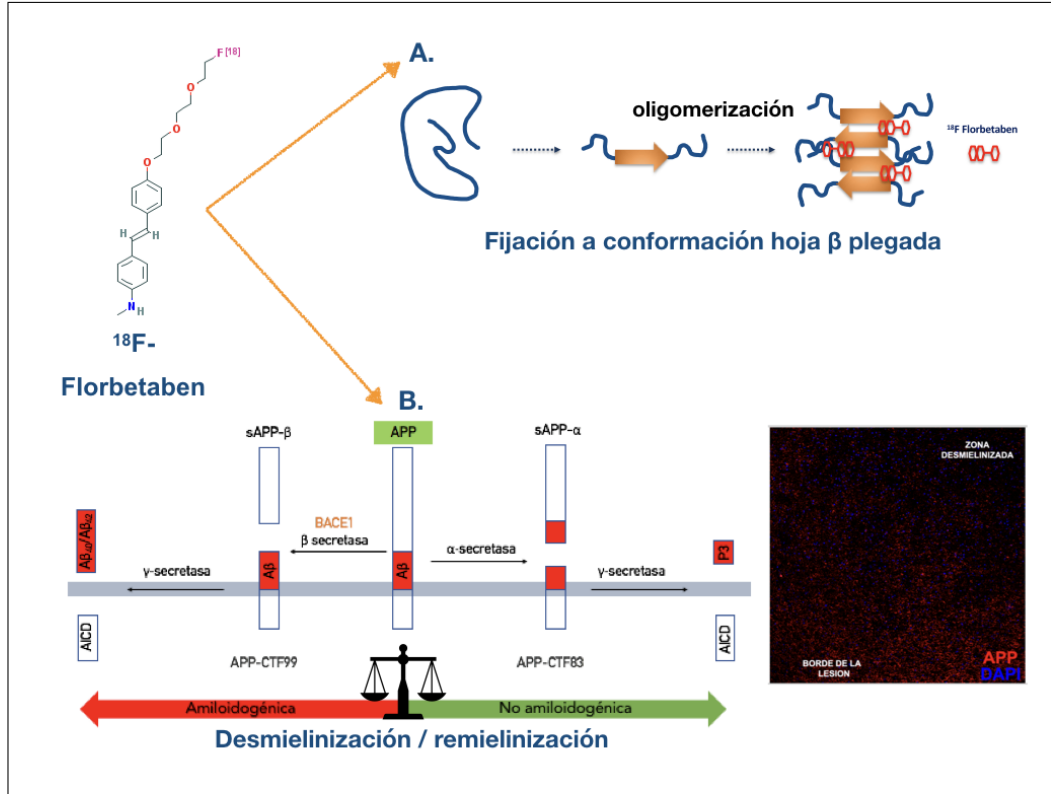 F[18]
O
O
O
H
H
N
H
18F-
Florbetaben
A.
oligomerización
18F Florbetaben
Fijación a conformación hoja β plegada
B.
sAPP-β
APP
sAPP-α
BACE1
β secretasa
α-secretasa
Aβ40/Aβ42
Aβ
Aβ
P3
γ-secretasa
γ-secretasa
AICD
AICD
APP-CTF99
APP-CTF83
Amiloidogénica
No amiloidogénica
Desmielinización / remielinización
ZONA
DESMIELINIZADA
BORDE DE LA
LESION
APP
DAPI